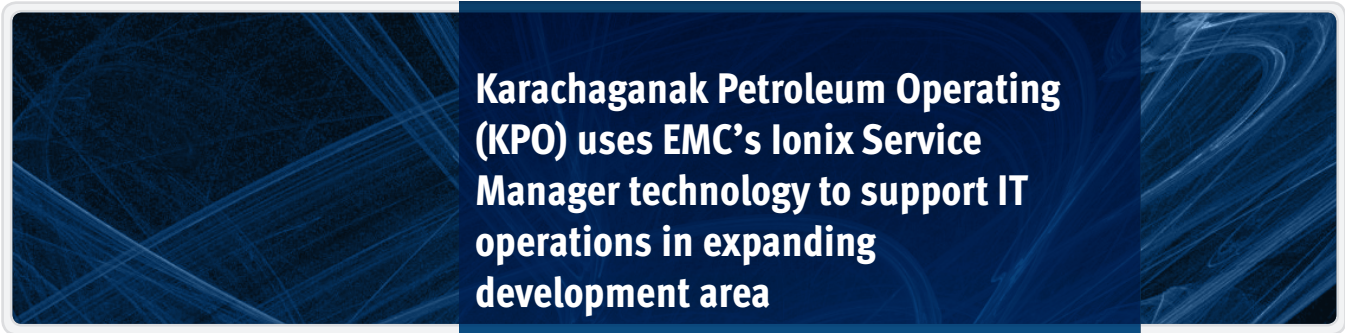 Karachaganak Petroleum Operating
(KPO) uses EMC’s Ionix Service
Manager technology to support IT
operations in expanding
development area